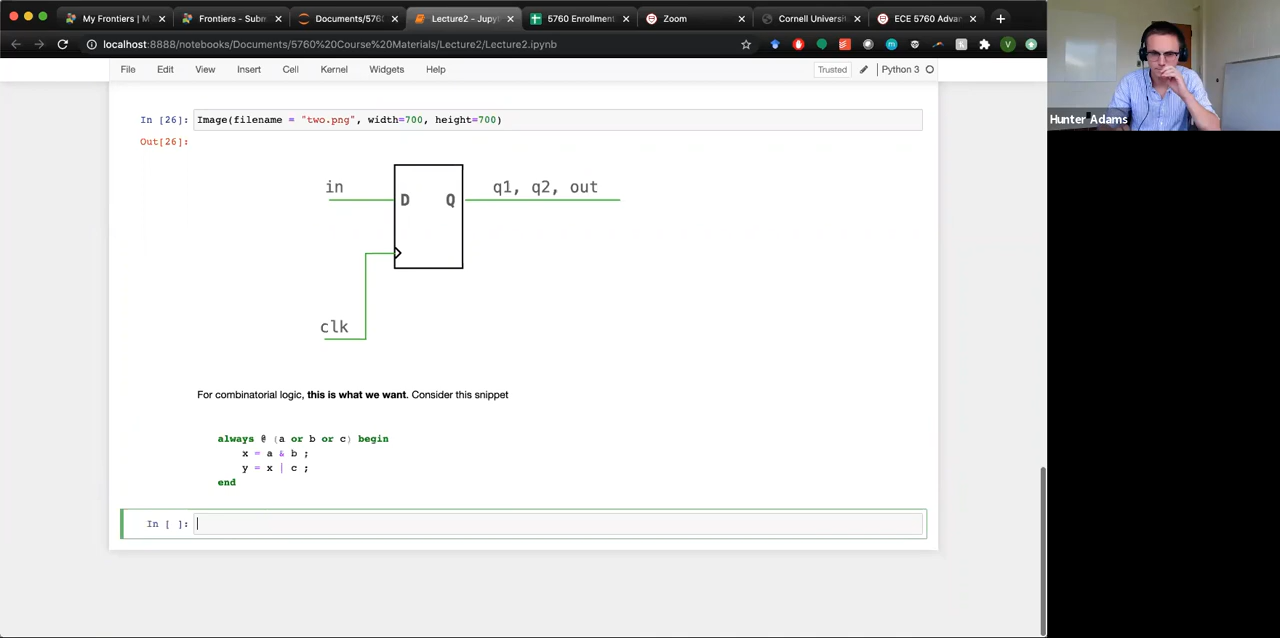 My Frontiers | M
Frontiers - Subm
Documents/5760
Lecture2 - Jupyt
5760 Enrollment
Zoom
Cornell Universit
ECE 5760 Advan
localhost:8888/notebooks/Documents/5760%20Course%20Materials/Lecture2/Lecture2.ipynb
File Edit View Insert Cell Kernel Widgets Help
Trusted
Python 3
In [26]: Image(filename = "two.png", width=700, height=700)
Out[26]:
in
q1, q2, out
D Q
clk
For combinatorial logic, this is what we want. Consider this snippet
always @ (a or b or c) begin
x = a & b ;
y = x | c ;
end
In [ ]:
Hunter Adams